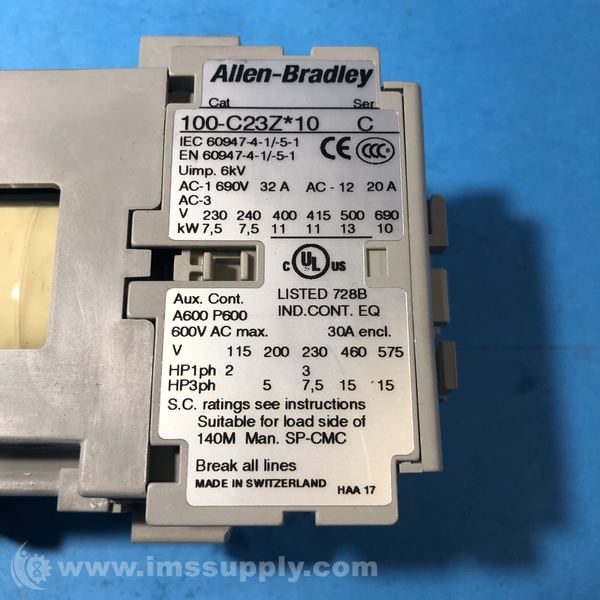 Allen-Bradley
Cat Ser
100-C23Z*10 C
IEC 60947-4-1/-5-1
EN 60947-4-1/-5-1
CE CCC
Uimp. 6kV
AC-1 690V 32 A AC - 12 20 A
AC-3
V 230 240 400 415 500 690
kW 7,5 7,5 11 11 13 10
C UL US
Aux. Cont. LISTED 728B
A600 P600 IND.CONT. EQ
600V AC max. 30A encl.
V 115 200 230 460 575
HP1ph 2 3
HP3ph 5 7,5 15 15
S.C. ratings see instructions
Suitable for load side of
140M Man. SP-CMC
Break all lines
MADE IN SWITZERLAND HAA 17
www.imssupply.com